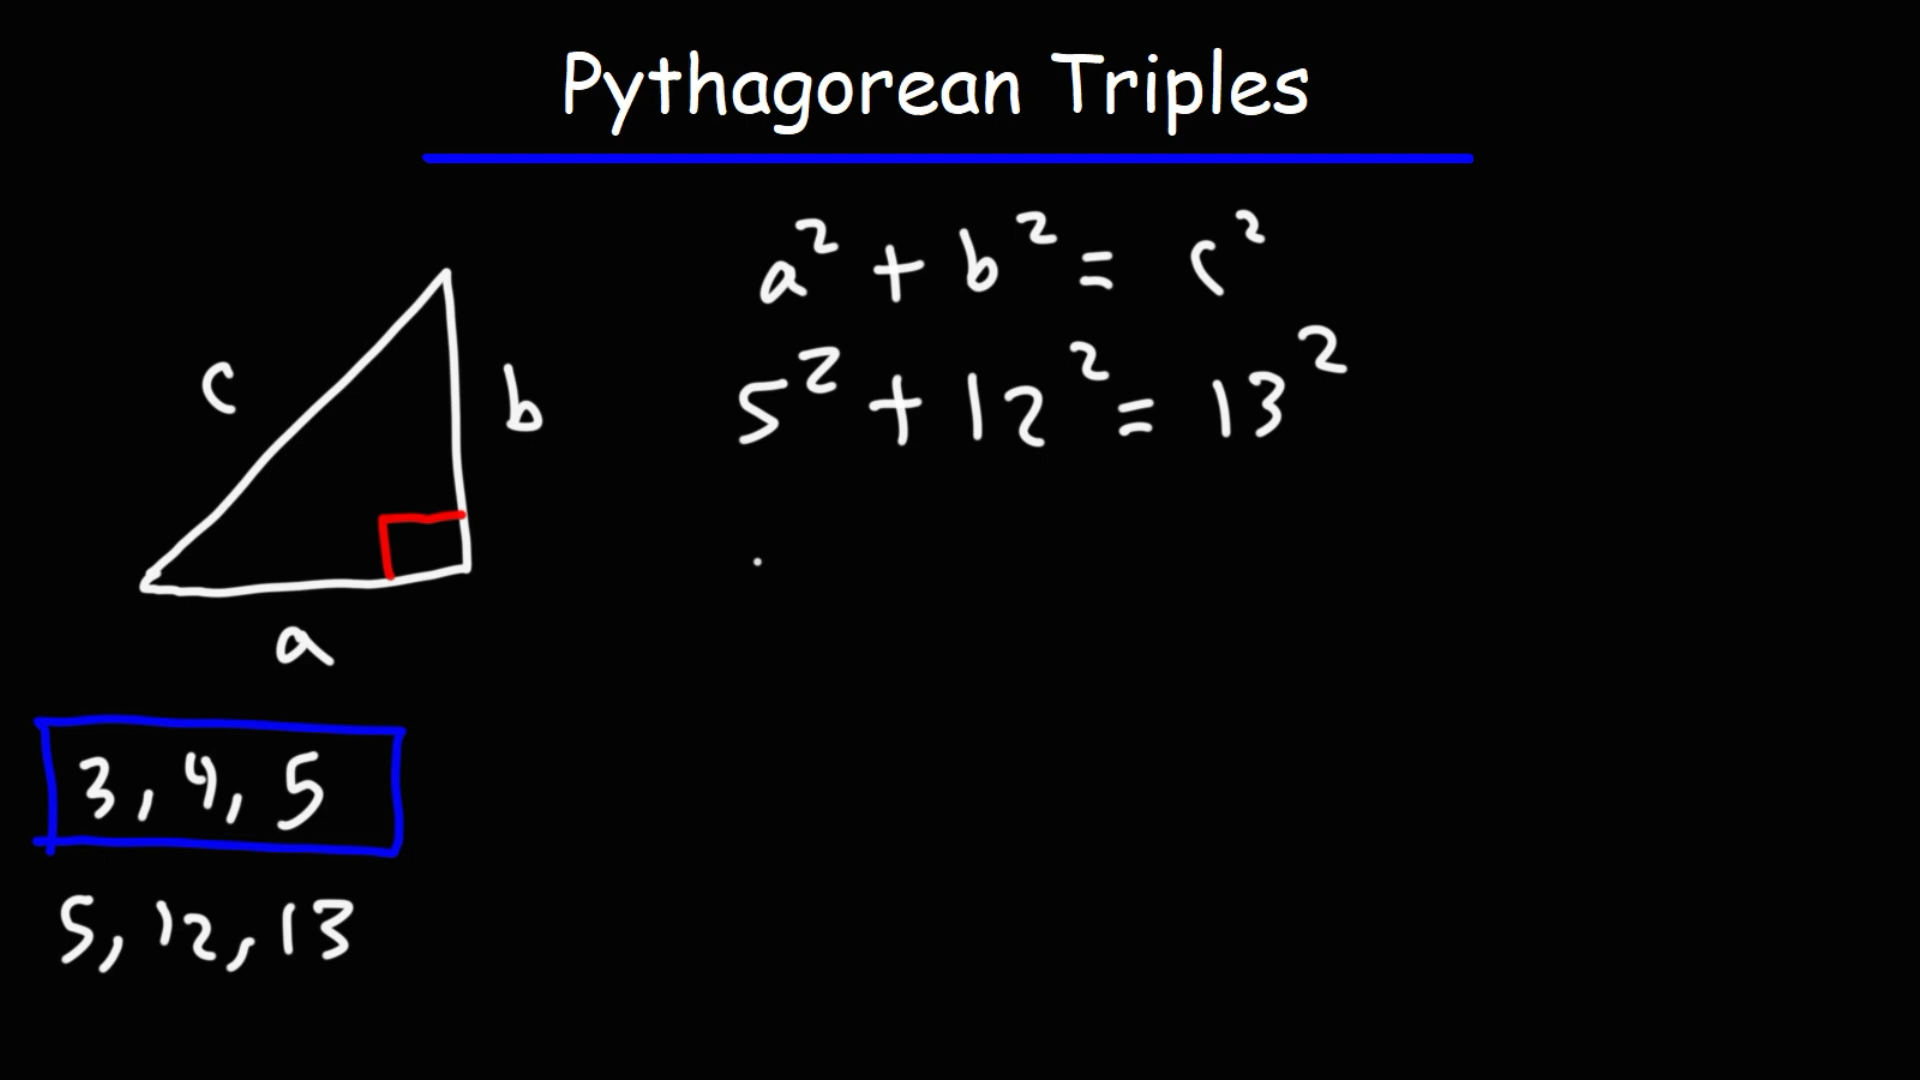 Pythagorean Triples
a² + b² = c²
5² + 12² = 13²
c
b
a
3, 4, 5
5, 12, 13